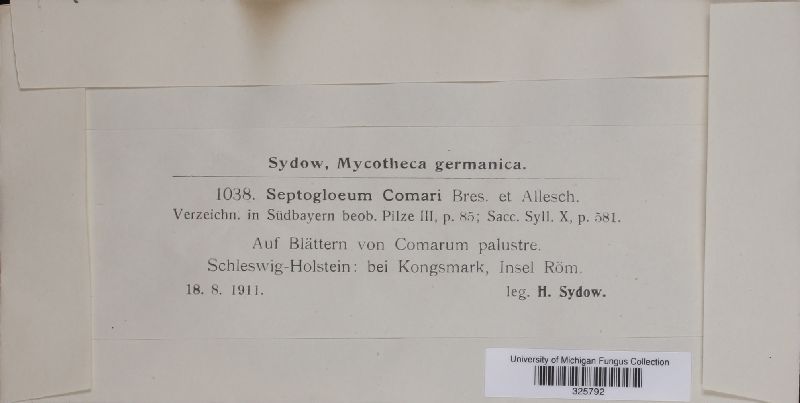 Sydow, Mycotheca germanica.
1038. Septogloeum Comari Bres. et Allesch.
Verzeichn. in Südbayern beob. Pilze III, p. 85; Sacc. Syll. X, p. 581.
Auf Blättern von Comarum palustre.
Schleswig-Holstein: bei Kongsmark, Insel Röm.
18. 8. 1911. leg. H. Sydow.
University of Michigan Fungus Collection
325792